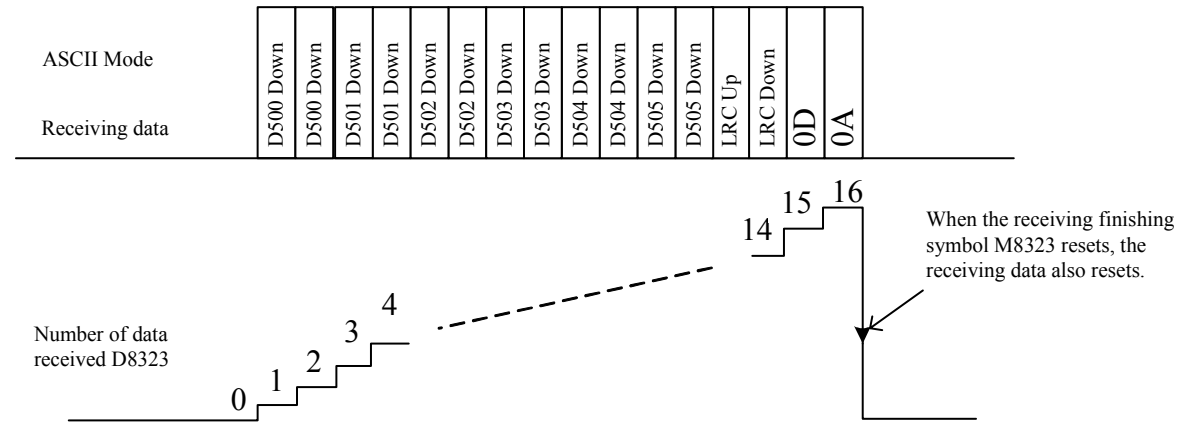 ASCII Mode
Receiving data
D500 Down
D500 Down
D501 Down
D501 Down
D502 Down
D502 Down
D503 Down
D503 Down
D504 Down
D504 Down
D505 Down
D505 Down
LRC Up
LRC Down
0D
0A
Number of data
received D8323
0
1
2
3
4
14
15
16
When the receiving finishing
symbol M8323 resets, the
receiving data also resets.